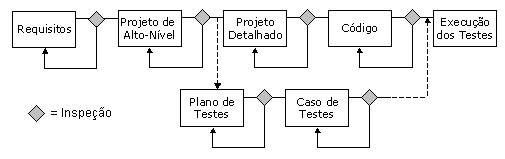 Requisitos
Projeto de
Alto-Nível
Projeto
Detalhado
Código
Execução
dos Testes
Plano de
Testes
Caso de
Testes
= Inspeção